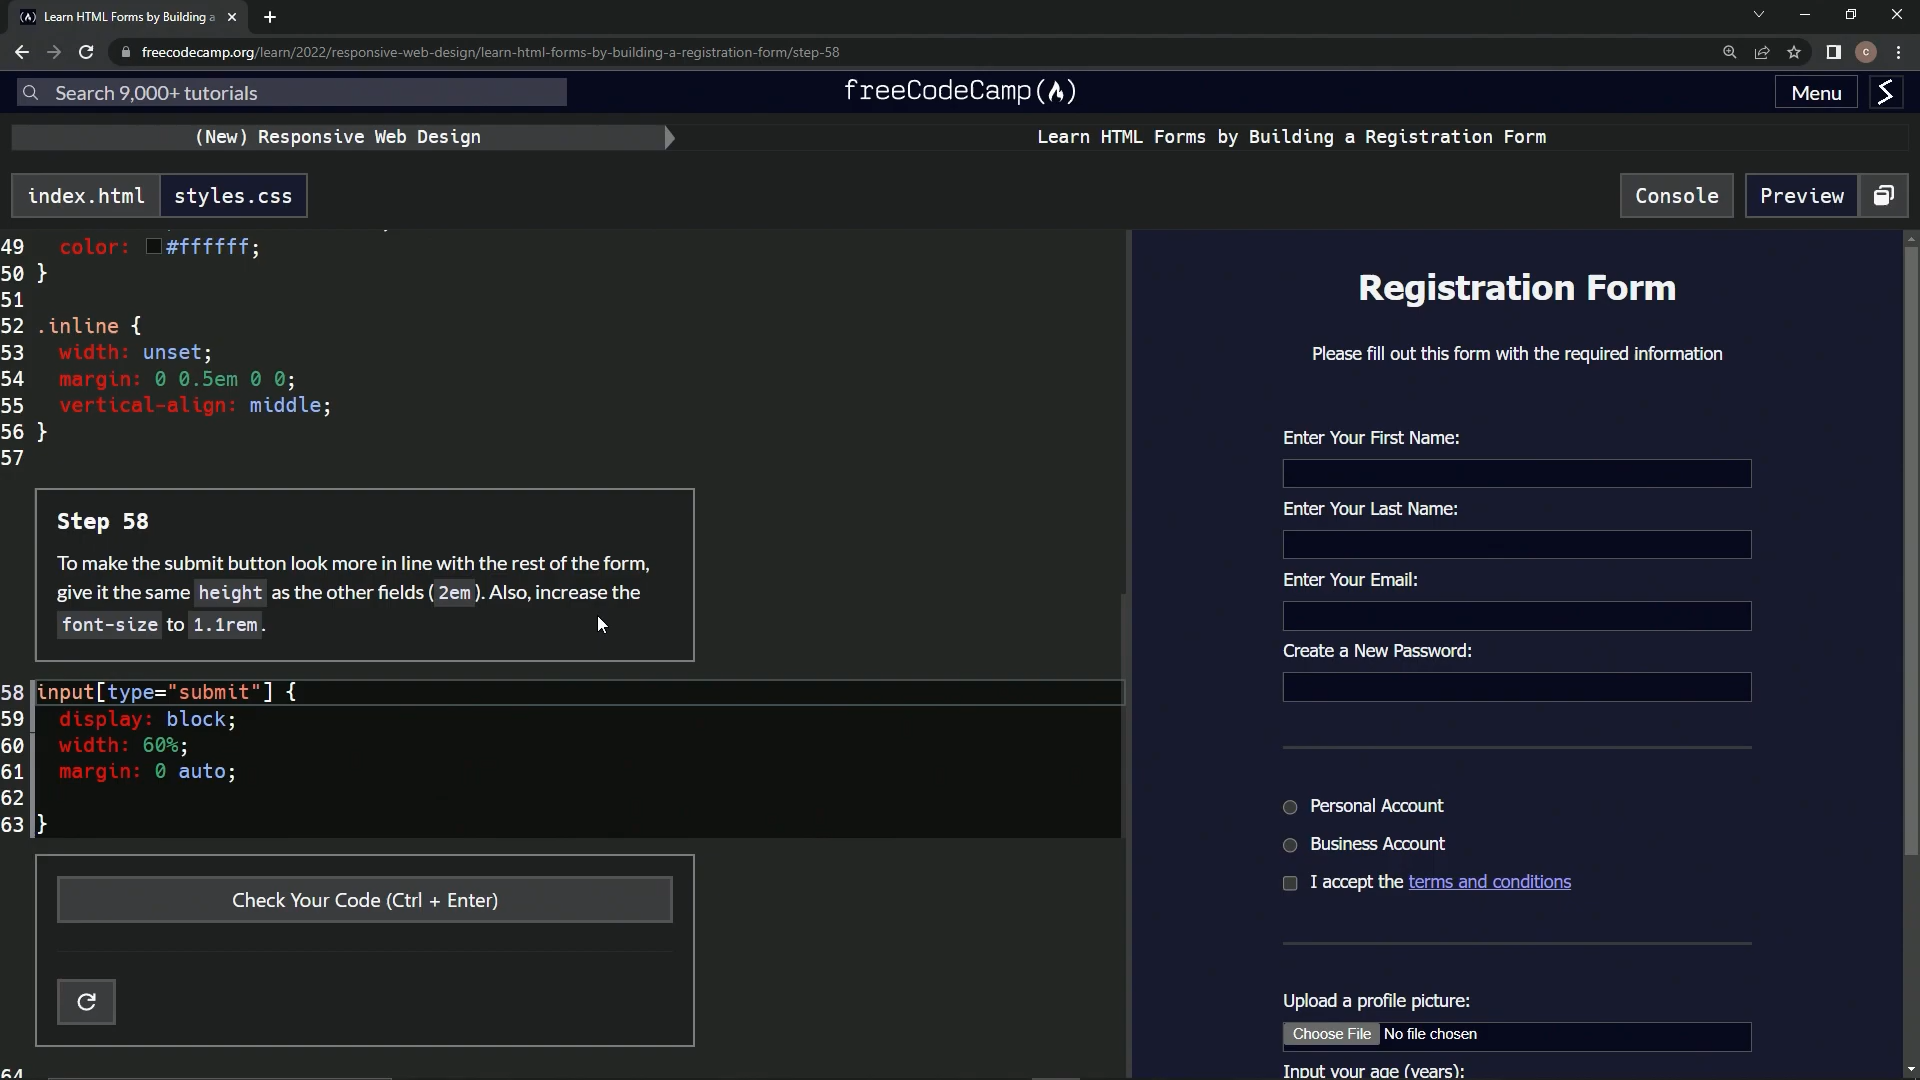 Learn HTML Forms by Building a
freecodecamp.org/learn/2022/responsive-web-design/learn-html-forms-by-building-a-registration-form/step-58
C
Search 9,000+ tutorials
freeCodeCamp
Menu
(New) Responsive Web Design
Learn HTML Forms by Building a Registration Form
index.html
styles.css
Console
Preview
49 color: #ffffff;
50 }
51
52 .inline {
53 width: unset;
54 margin: 0 0.5em 0 0;
55 vertical-align: middle;
56 }
57
Step 58
To make the submit button look more in line with the rest of the form,
give it the same height as the other fields (2em). Also, increase the
font-size to 1.1rem.
58 input[type="submit"] {
59 display: block;
60 width: 60%;
61 margin: 0 auto;
62
63 }
Check Your Code (Ctrl + Enter)
64
Registration Form
Please fill out this form with the required information
Enter Your First Name:
Enter Your Last Name:
Enter Your Email:
Create a New Password:
Personal Account
Business Account
I accept the terms and conditions
Upload a profile picture:
Choose File No file chosen
Input your age (years):